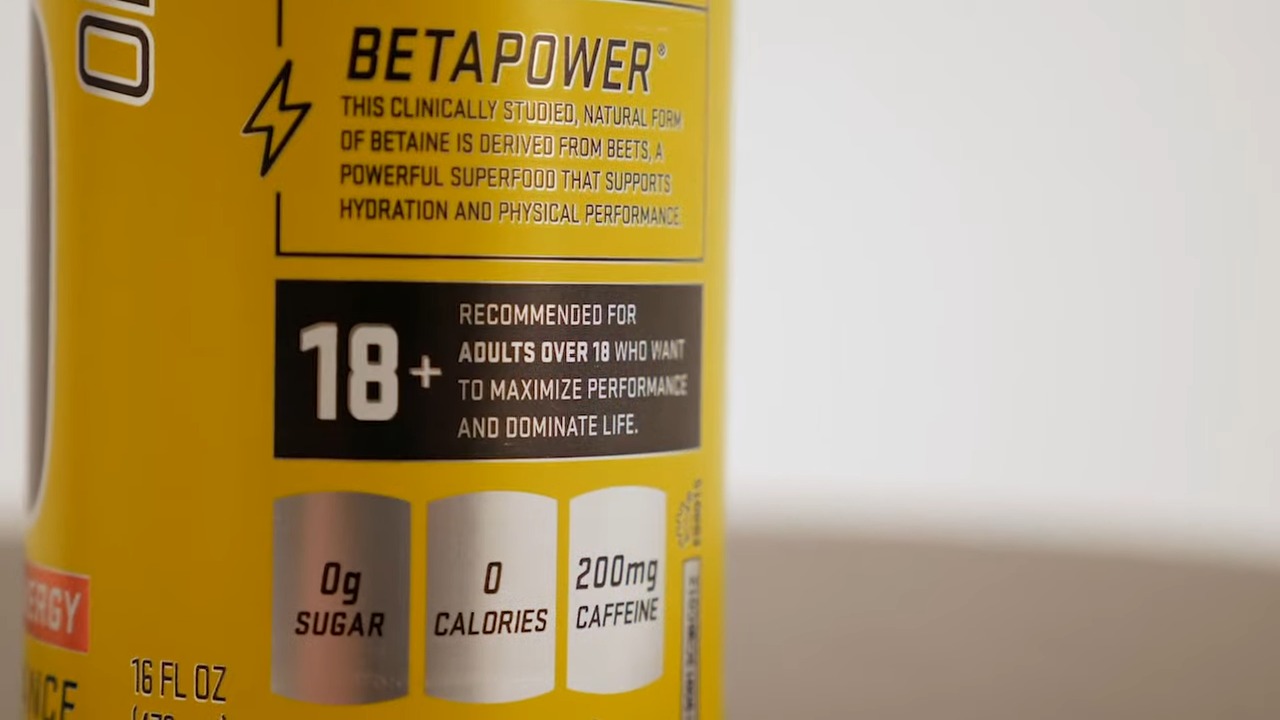 BETAPOWER®
THIS CLINICALLY STUDIED, NATURAL FORM
OF BETAINE IS DERIVED FROM BEETS, A
POWERFUL SUPERFOOD THAT SUPPORTS
HYDRATION AND PHYSICAL PERFORMANCE.
18+
RECOMMENDED FOR
ADULTS OVER 18 WHO WANT
TO MAXIMIZE PERFORMANCE
AND DOMINATE LIFE.
0g
SUGAR
0
CALORIES
200mg
CAFFEINE
16 FL OZ